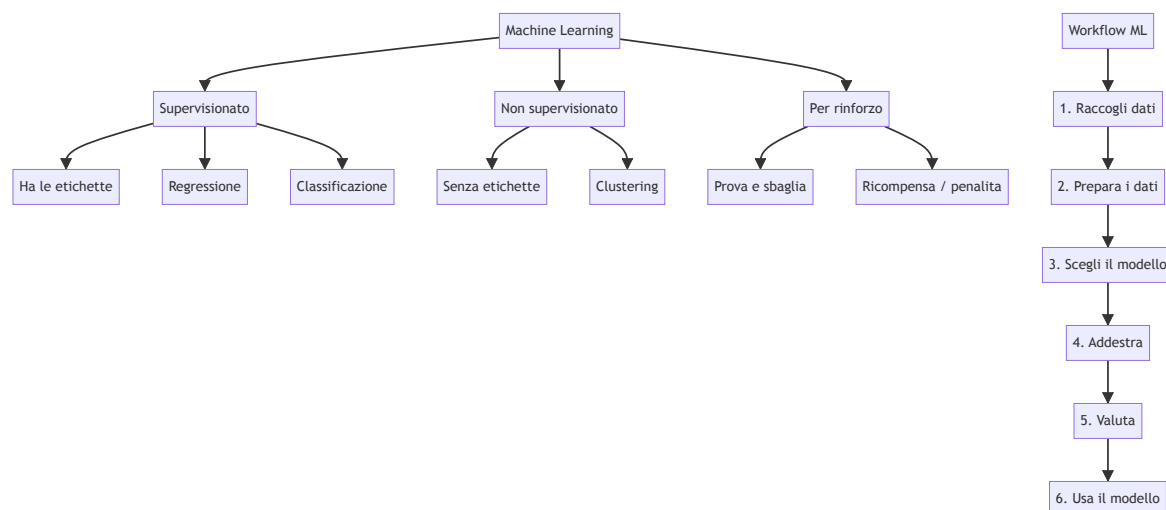 Machine Learning
Supervisionato
Non supervisionato
Per rinforzo
Ha le etichette
Regressione
Classificazione
Senza etichette
Clustering
Prova e sbaglia
Ricompensa / penalita
Workflow ML
1. Raccogli dati
2. Prepara i dati
3. Scegli il modello
4. Addestra
5. Valuta
6. Usa il modello